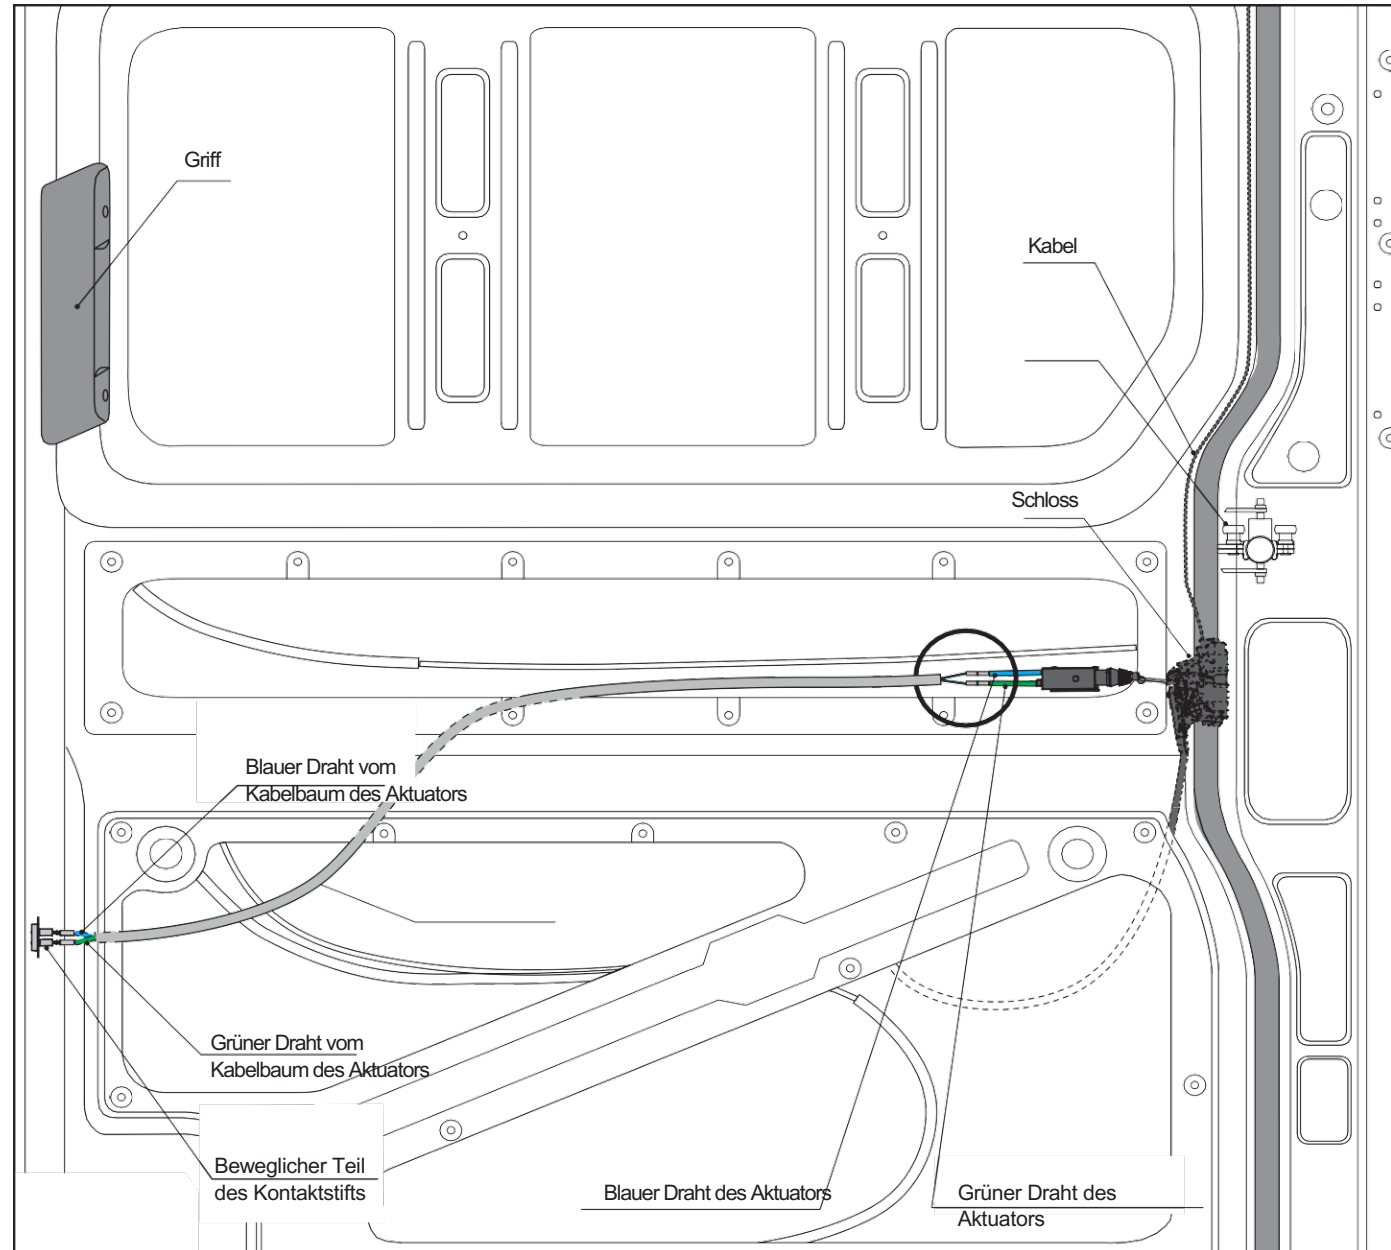 Griff
Kabel
Schloss
Blauer Draht vom
Kabelbaum des Aktuators
Grüner Draht vom
Kabelbaum des Aktuators
Beweglicher Teil
des Kontaktstifts
Blauer Draht des Aktuators
Grüner Draht des
Aktuators